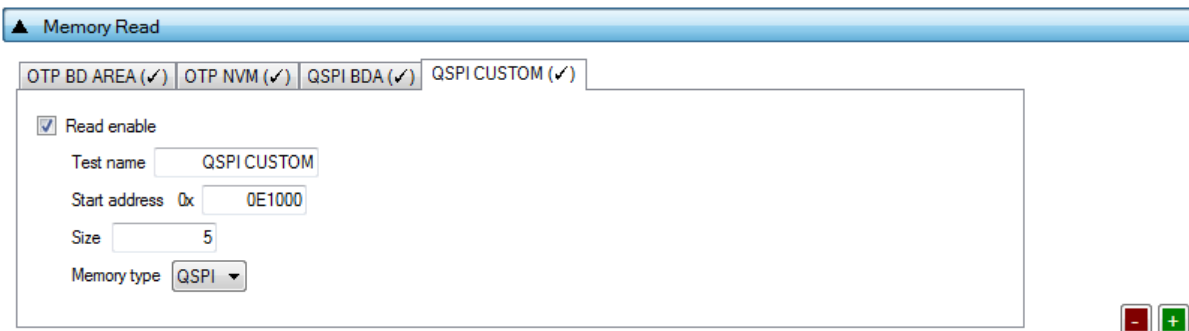 ▲ Memory Read
OTP BD AREA (✓) OTP NVM (✓) QSPI BDA (✓) QSPI CUSTOM (✓)
Read enable
Test name QSPI CUSTOM
Start address 0x 0E1000
Size 5
Memory type QSPI
- +